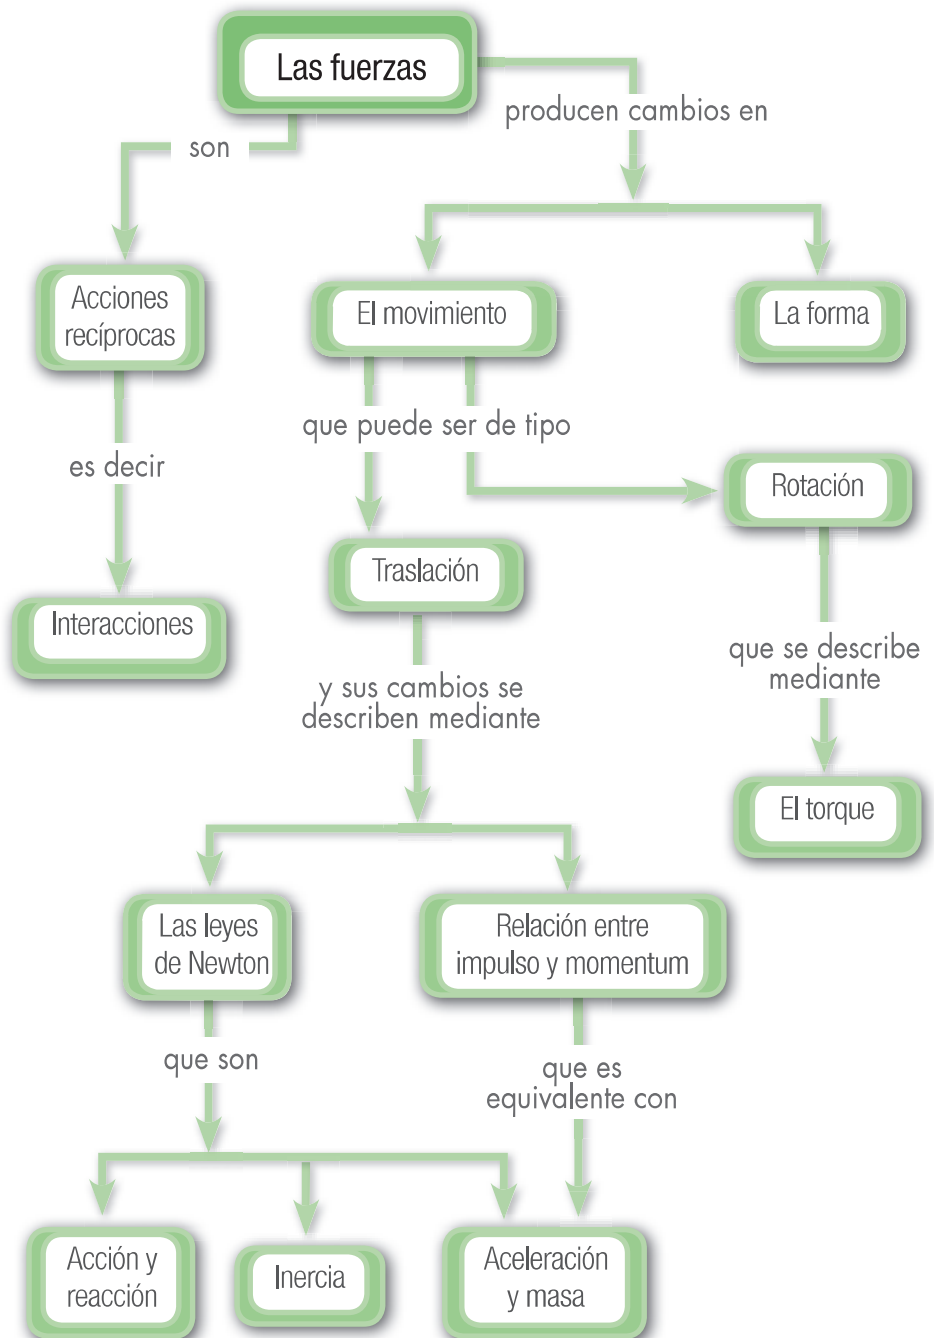 Las fuerzas
producen cambios en
son
Acciones
recíprocas
El movimiento
La forma
que puede ser de tipo
es decir
Rotación
Traslación
Interacciones
que se describe
mediante
y sus cambios se
describen mediante
El torque
Las leyes
de Newton
Relación entre
impulso y momentum
que son
que es
equivalente con
Acción y
reacción
Inercia
Aceleración
y masa